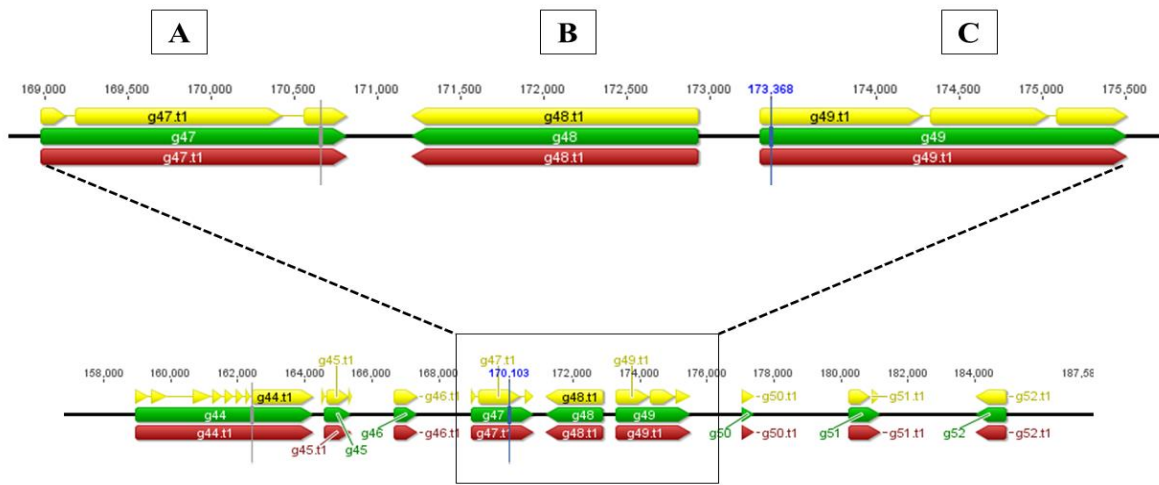 A B C
169,000 169,500 170,000 170,500 171,000 171,500 172,000 172,500 173,000 173,368 174,000 174,500 175,000 175,500
g47.t1 g48.t1 g49.t1
g47 g48 g49
g47.t1 g48.t1 g49.t1
g45.t1 g47.t1 g49.t1
158,000 160,000 162,000 164,000 166,000 168,000 170,103 172,000 174,000 176,000 178,000 180,000 182,000 184,000 187,58
g44.t1 g46.t1 g48.t1 g50.t1 g51.t1 g52.t1
g44 g45 g46 g47 g48 g49 g50 g51 g52
g44.t1 g45.t1 g46.t1 g47.t1 g48.t1 g49.t1 g50.t1 g51.t1 g52.t1